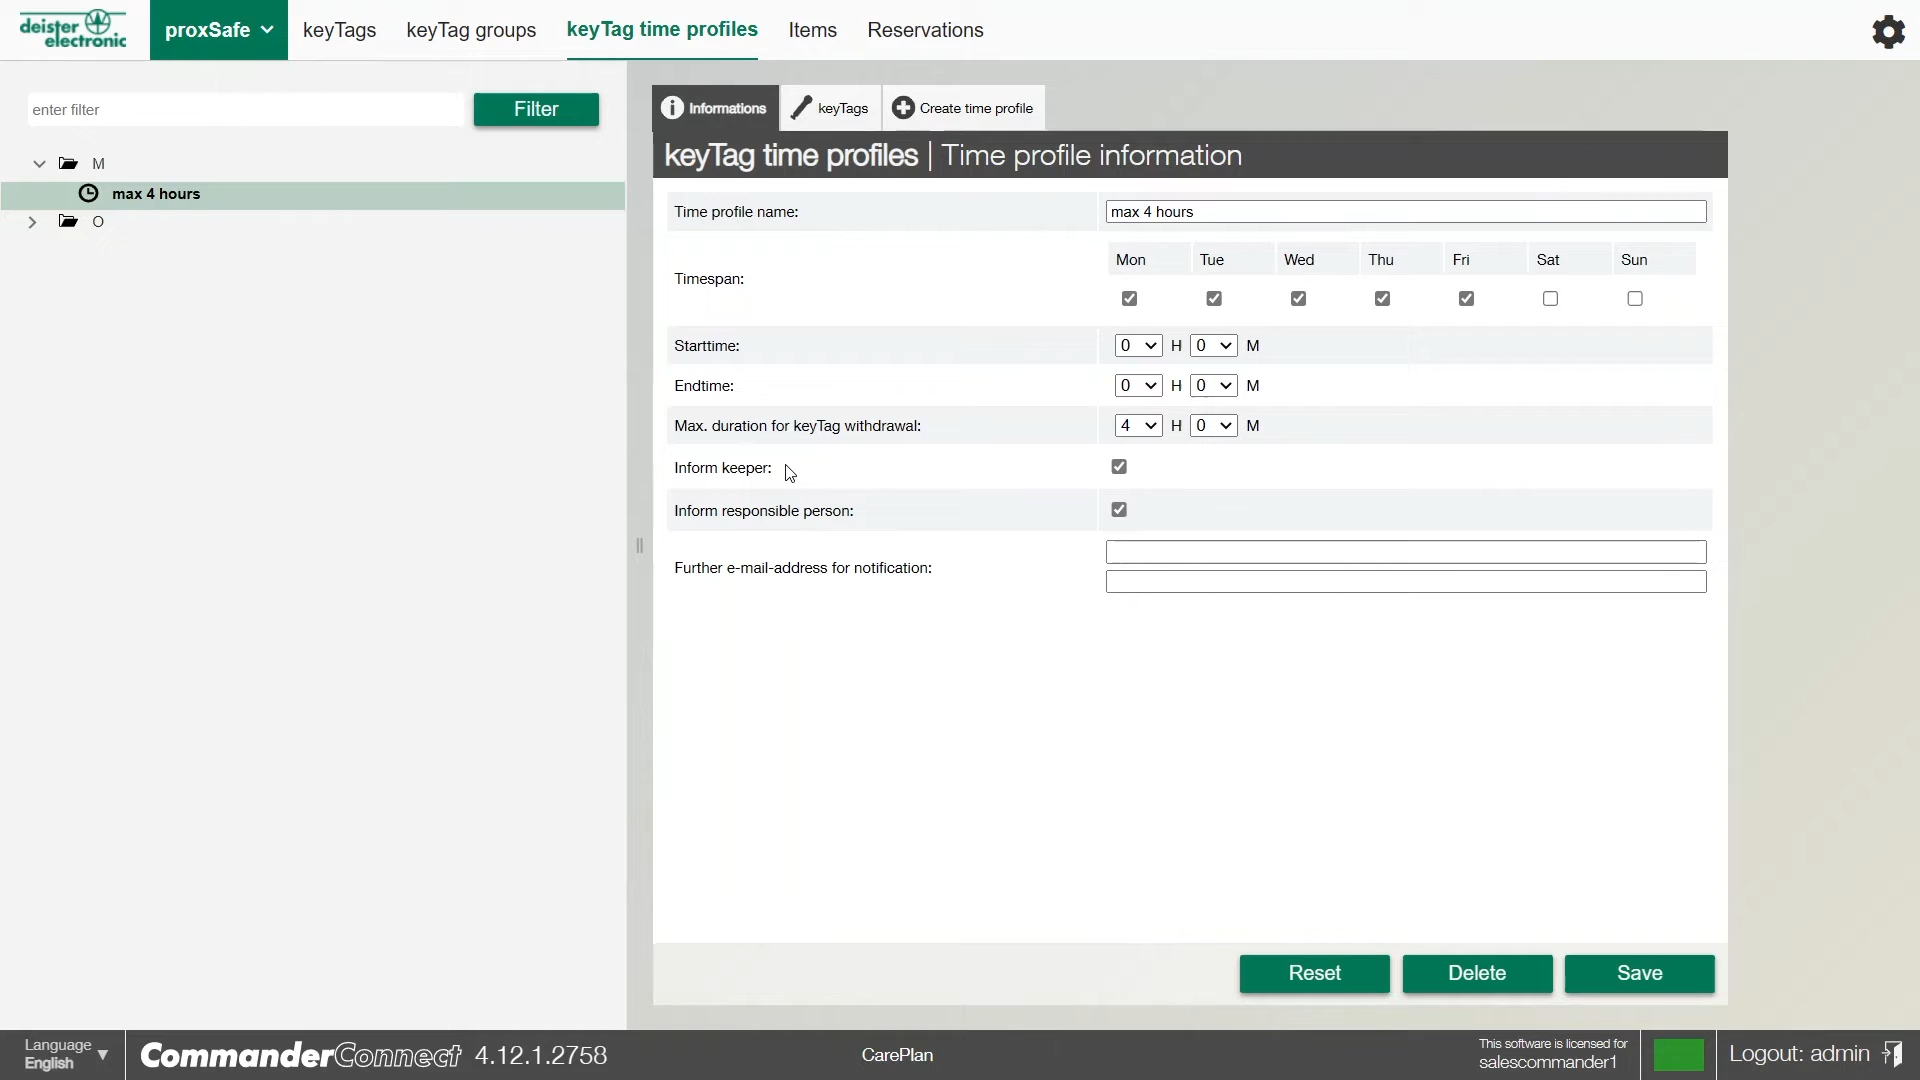 deister electronic
proxSafe keyTags keyTag groups keyTag time profiles Items Reservations
enter filter Filter
M
max 4 hours
O
Informations keyTags Create time profile
keyTag time profiles | Time profile information
Time profile name: max 4 hours
Mon Tue Wed Thu Fri Sat Sun
Timespan:
Starttime: 0 H 0 M
Endtime: 0 H 0 M
Max. duration for keyTag withdrawal: 4 H 0 M
Inform keeper:
Inform responsible person:
Further e-mail-address for notification:
Reset Delete Save
Language
English
CommanderConnect 4.12.1.2758
CarePlan
This software is licensed for
salescommander1
Logout: admin